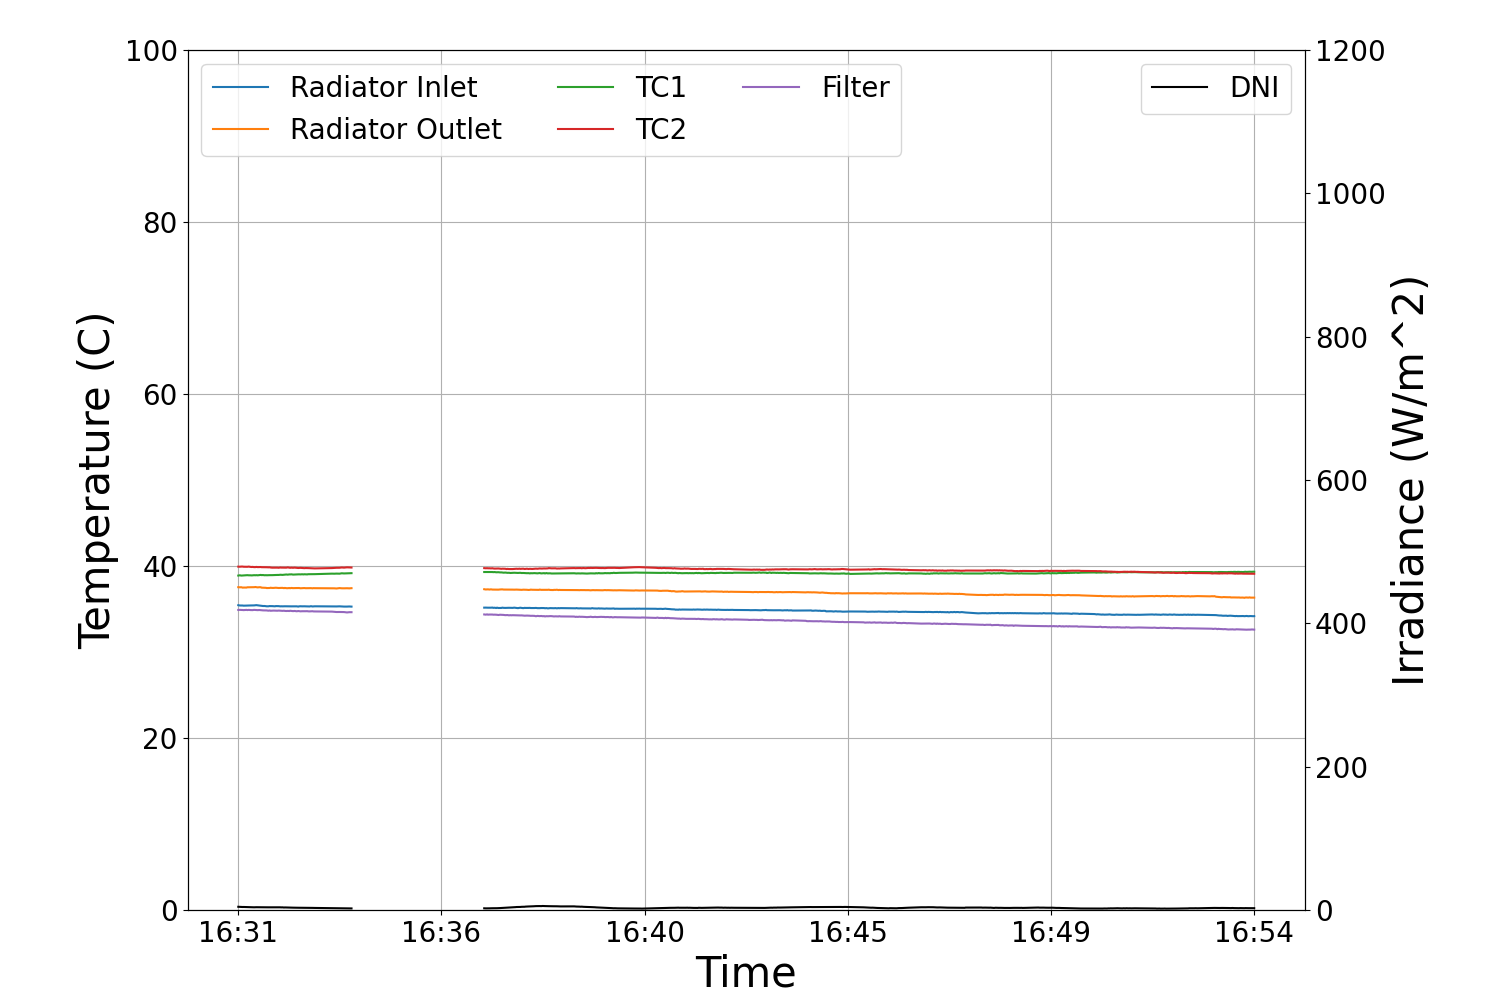 Radiator Inlet
Radiator Outlet
TC1
TC2
Filter
DNI
Temperature (C)
100
80
60
40
20
0
Irradiance (W/m^2)
1200
1000
800
600
400
200
0
16:31 16:36 16:40 16:45 16:49 16:54
Time